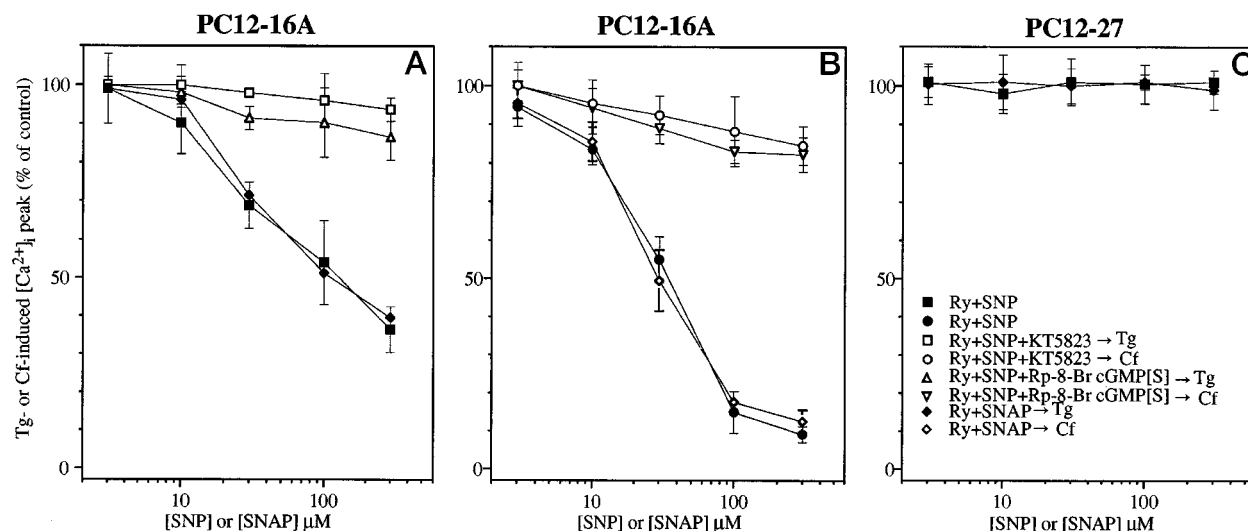 PC12-16A
PC12-16A
PC12-27
A
B
C
Tg- or Cf-induced [Ca²⁺]ᵢ peak (% of control)
100
50
0
100
50
0
100
50
0
Ry+SNP
Ry+SNP
Ry+SNP+KT5823 → Tg
Ry+SNP+KT5823 → Cf
Ry+SNP+Rp-8-Br cGMP[S] → Tg
Ry+SNP+Rp-8-Br cGMP[S] → Cf
Ry+SNAP→ Tg
Ry+SNAP→ Cf
10 100
10 100
10 100
[SNP] or [SNAP] μM
[SNP] or [SNAP] μM
[SNP] or [SNAP] μM